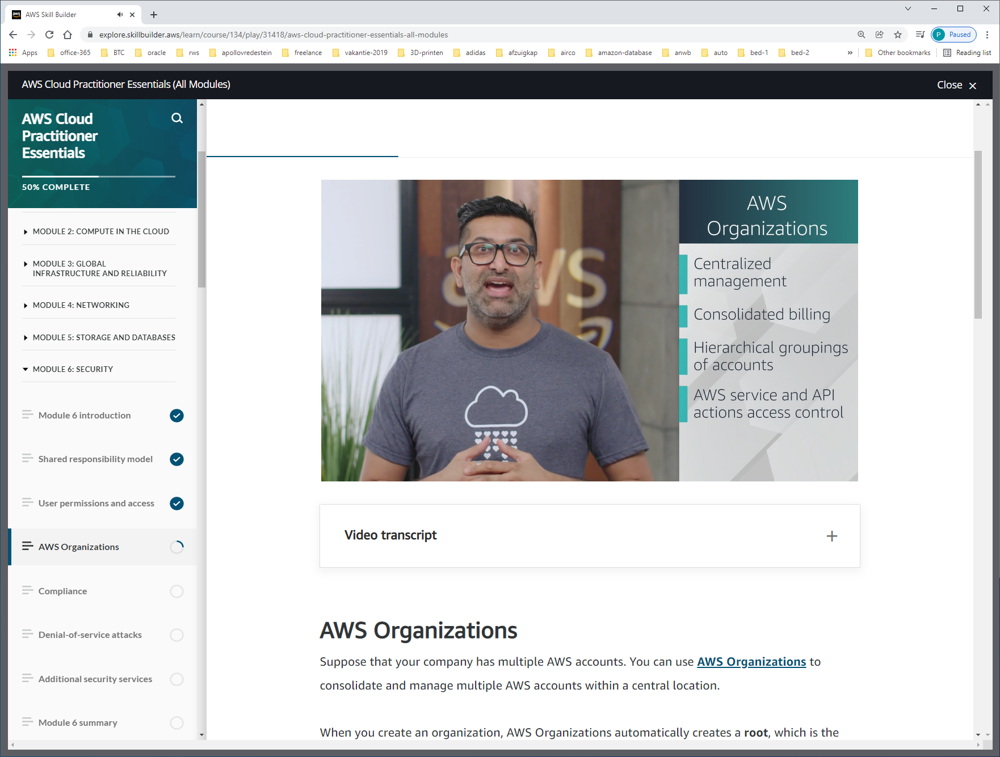 aws
AWS Skill Builder
explore.skillbuilder.aws/learn/course/134/play/31418/aws-cloud-practitioner-essentials-all-modules
P
Paused
Apps
office-365
BTC
oracle
rws
apollovredestein
freelance
vakantie-2019
3D-printen
adidas
afzuigkap
airco
amazon-database
anwb
auto
bed-1
bed-2
»
Other bookmarks
Reading list
AWS Cloud Practitioner Essentials (All Modules)
Close
AWS Cloud
Practitioner
Essentials
50% COMPLETE
MODULE 2: COMPUTE IN THE CLOUD
MODULE 3: GLOBAL
INFRASTRUCTURE AND RELIABILITY
MODULE 4: NETWORKING
MODULE 5: STORAGE AND DATABASES
MODULE 6: SECURITY
Module 6 introduction
Shared responsibility model
User permissions and access
AWS Organizations
Compliance
Denial-of-service attacks
Additional security services
Module 6 summary
aws
AWS
Organizations
Centralized
management
Consolidated billing
Hierarchical groupings
of accounts
AWS service and API
actions access control
Video transcript
AWS Organizations
Suppose that your company has multiple AWS accounts. You can use AWS Organizations to
consolidate and manage multiple AWS accounts within a central location.
When you create an organization, AWS Organizations automatically creates a root, which is the